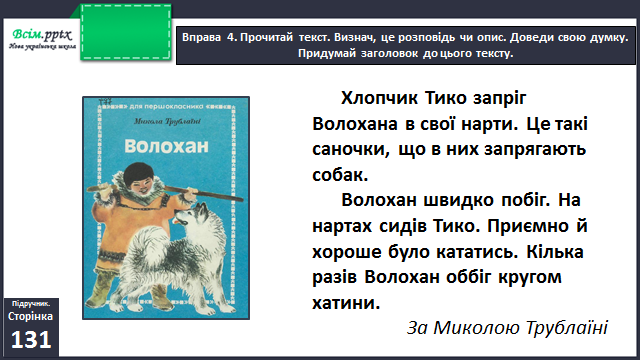 Всім.pptx
Нова українська школа
Вправа 4. Прочитай текст. Визнач, це розповідь чи опис. Доведи свою думку.
Придумай заголовок до цього тексту.
для первокласника
Микола Трублаїні
Волохан
Хлопчик Тико запріг
Волохана в свої нарти. Це такі
саночки, що в них запрягають
собак.
Волохан швидко побіг. На
нартах сидів Тико. Приємно й
хороше було кататись. Кілька
разів Волохан оббіг кругом
хатини.
За Миколою Трублаїні
Підручник.
Сторінка
131